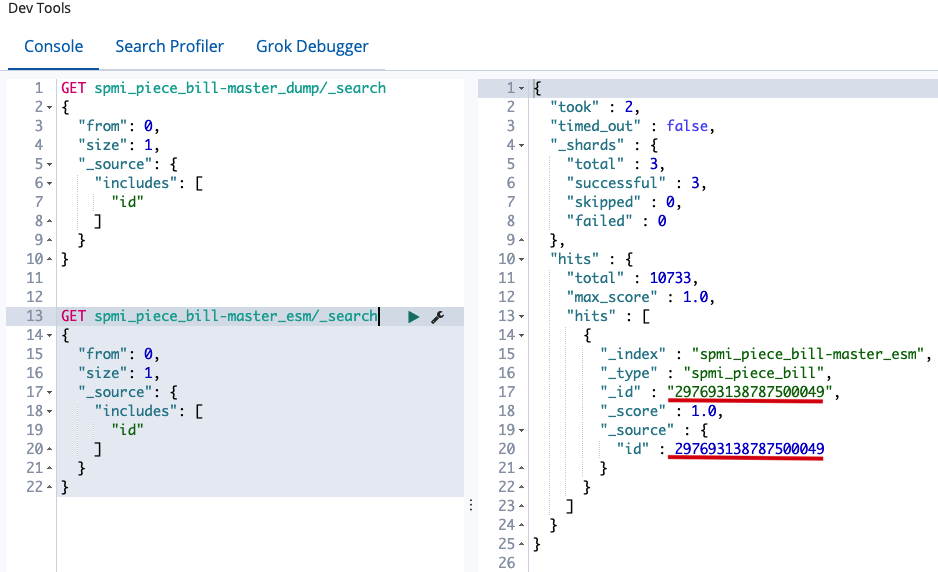 Dev Tools
Console Search Profiler Grok Debugger
1 GET spmi_piece_bill-master_dump/_search
2 {
3 "from": 0,
4 "size": 1,
5 "_source": {
6 "includes": [
7 "id"
8 ]
9 }
10 }
11
12
13 GET spmi_piece_bill-master_esm/_search
14 {
15 "from": 0,
16 "size": 1,
17 "_source": {
18 "includes": [
19 "id"
20 ]
21 }
22 }
1 {
2 "took" : 2,
3 "timed_out" : false,
4 "_shards" : {
5 "total" : 3,
6 "successful" : 3,
7 "skipped" : 0,
8 "failed" : 0
9 },
10 "hits" : {
11 "total" : 10733,
12 "max_score" : 1.0,
13 "hits" : [
14 {
15 "_index" : "spmi_piece_bill-master_esm",
16 "_type" : "spmi_piece_bill",
17 "_id" : "297693138787500049",
18 "_score" : 1.0,
19 "_source" : {
20 "id" : 297693138787500049
21 }
22 }
23 ]
24 }
25 }
26